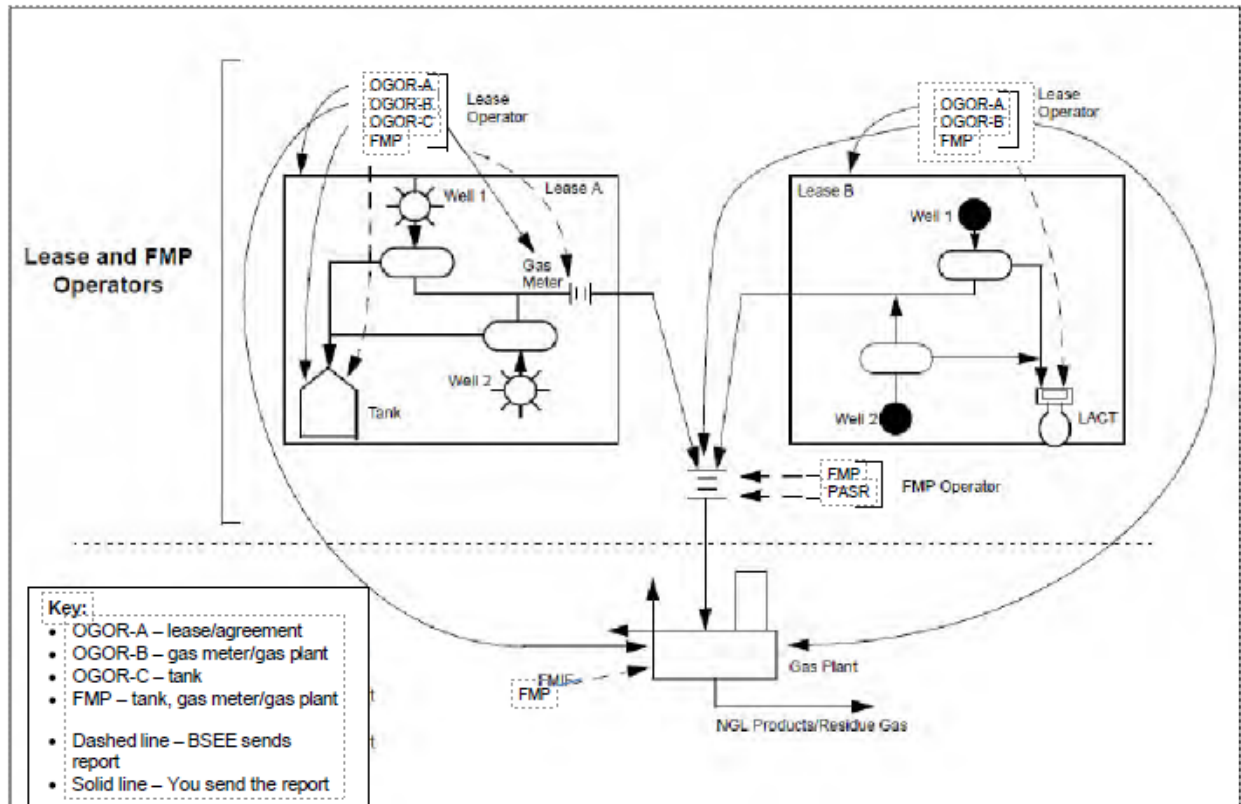 OGOR-A
OGOR-B
OGOR-C
FMP
Lease
Operator
OGOR-A
OGOR-B
FMP
Lease
Operator
Lease and FMP
Operators
Lease A
Well 1
Gas
Meter
Well 2
Tank
Lease B
Well 1
Well 2
LACT
FMP
PASR
FMP Operator
Key:
• OGOR-A – lease/agreement
• OGOR-B – gas meter/gas plant
• OGOR-C – tank
• FMP – tank, gas meter/gas plant
• Dashed line – BSEE sends
report
• Solid line – You send the report
FMP
Gas Plant
NGL Products/Residue Gas